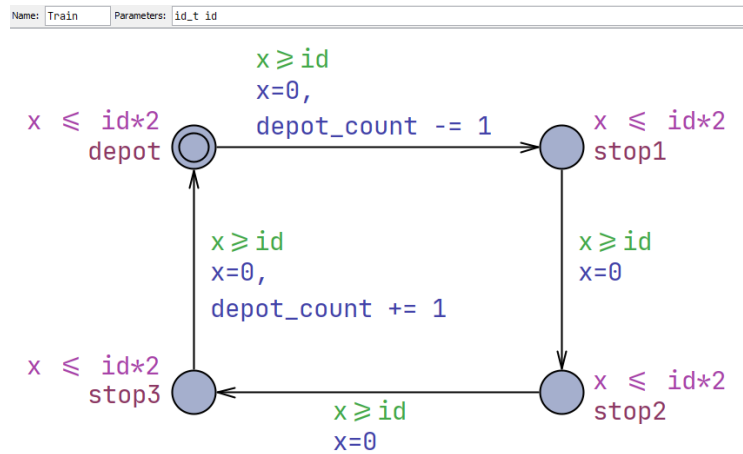 Name: Train Parameters: id_t id
x ⩾ id
x=0,
depot_count -= 1
x ⩽ id*2
depot
x ⩽ id*2
stop1
x ⩾ id
x=0,
depot_count += 1
x ⩾ id
x=0
x ⩽ id*2
stop3
x ⩽ id*2
stop2
x ⩾ id
x=0